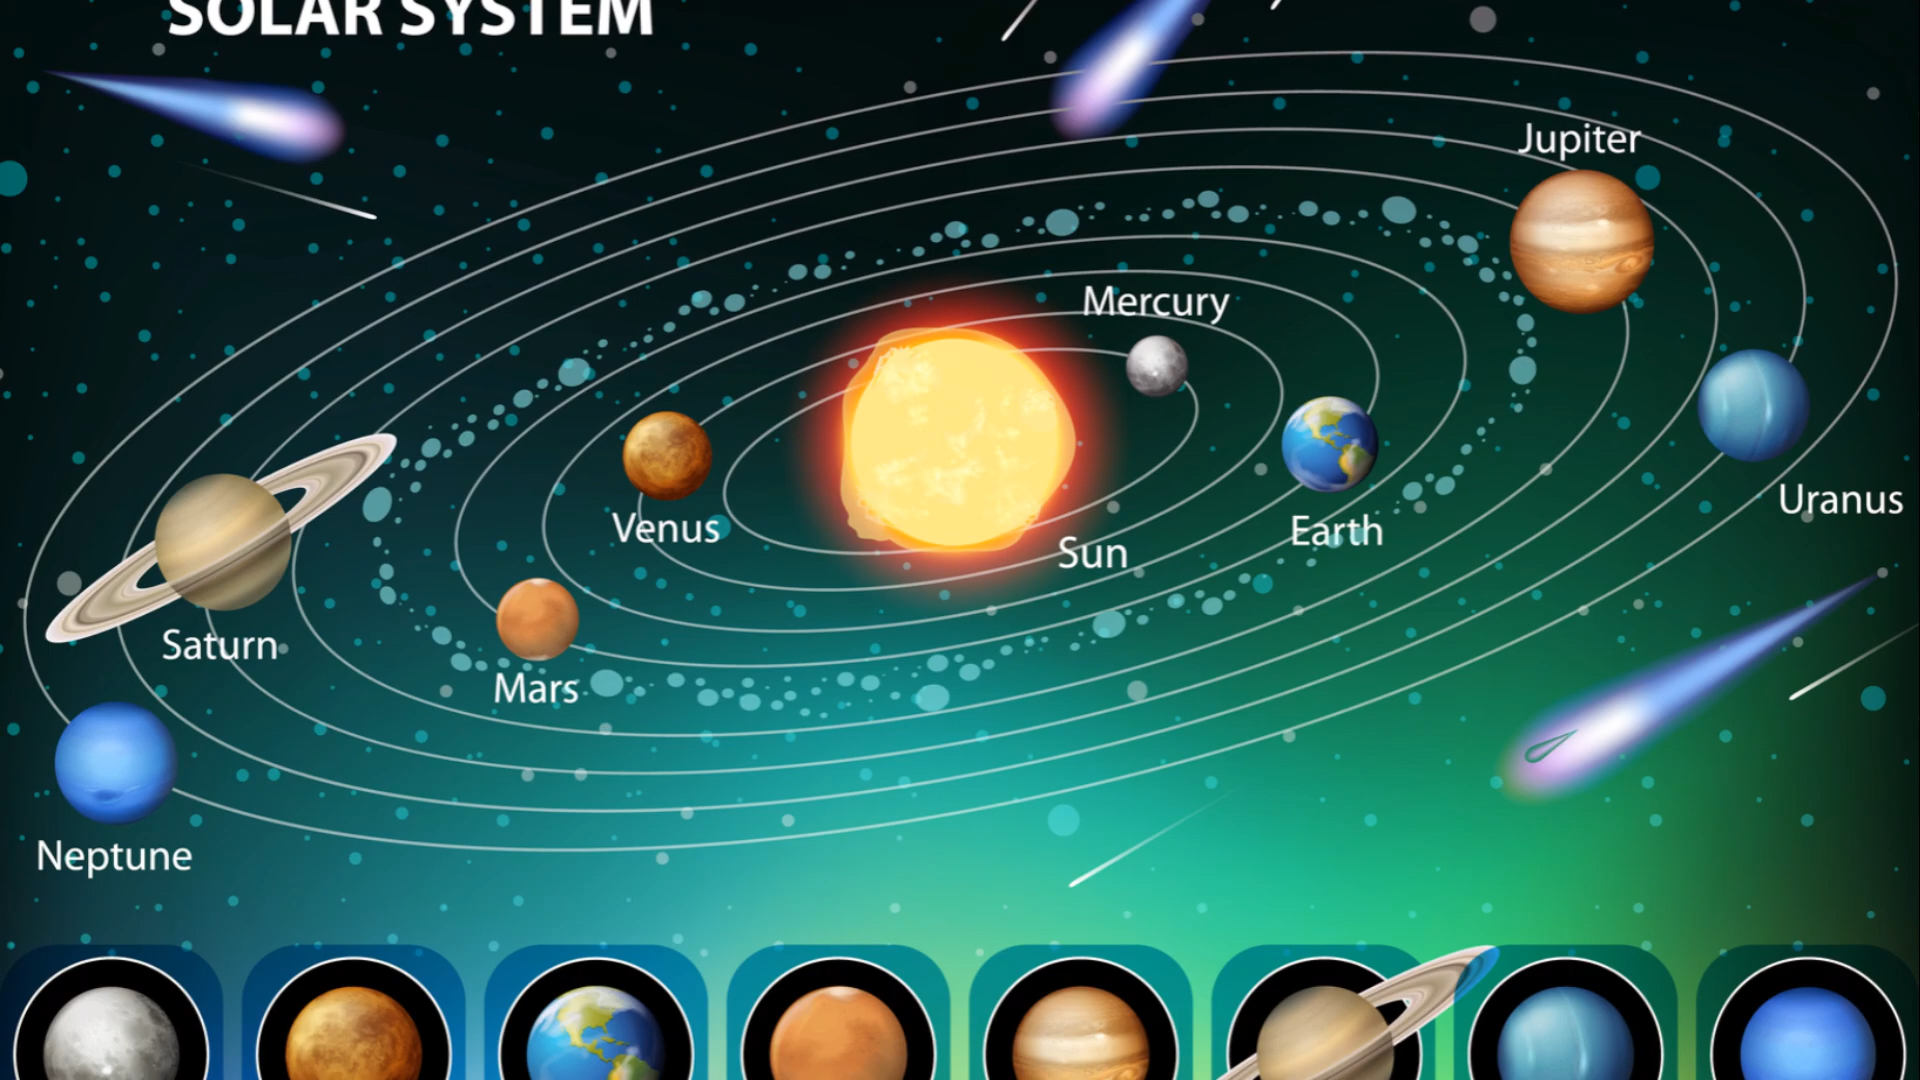 SOLAR SYSTEM
Jupiter
Mercury
Uranus
Venus
Earth
Sun
Saturn
Mars
Neptune